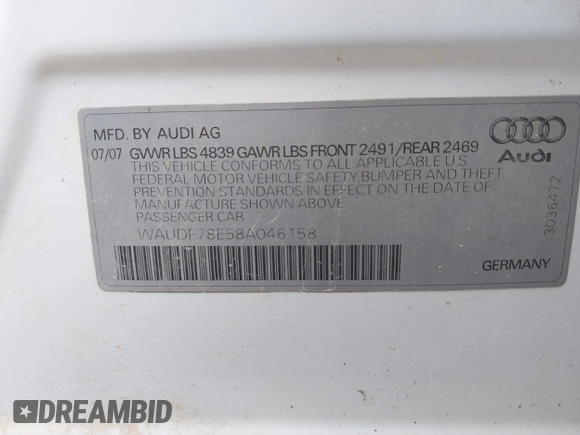 MFD. BY AUDI AG
07/07 GVWR LBS 4839 GAWR LBS FRONT 2491/REAR 2469
THIS VEHICLE CONFORMS TO ALL APPLICABLE U.S
FEDERAL MOTOR VEHICLE SAFETY BUMPER AND THEFT
PREVENTION STANDARDS IN EFFECT ON THE DATE OF
MANUFACTURE SHOWN ABOVE
PASSENGER CAR
WAUDF78E58A046158
Audi
3036472
GERMANY
DREAMBID